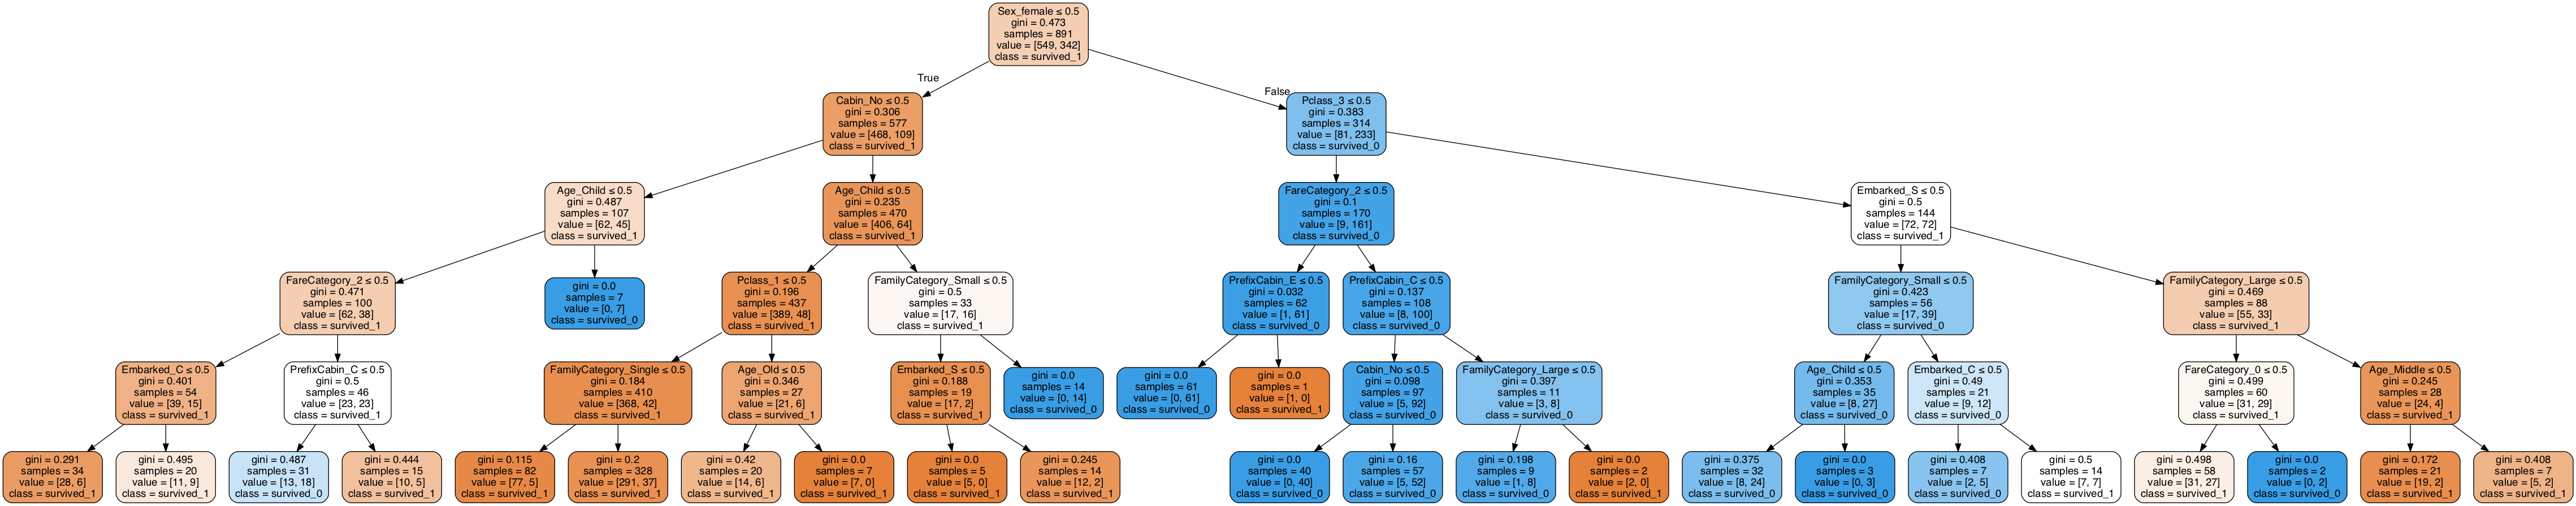 Sex_female ≤ 0.5
gini = 0.473
samples = 891
value = [549, 342]
class = survived_1
True
False
Cabin_No ≤ 0.5
gini = 0.306
samples = 577
value = [468, 109]
class = survived_1
Pclass_3 ≤ 0.5
gini = 0.383
samples = 314
value = [81, 233]
class = survived_0
Age_Child ≤ 0.5
gini = 0.487
samples = 107
value = [62, 45]
class = survived_1
Age_Child ≤ 0.5
gini = 0.235
samples = 470
value = [406, 64]
class = survived_1
FareCategory_2 ≤ 0.5
gini = 0.1
samples = 170
value = [9, 161]
class = survived_0
Embarked_S ≤ 0.5
gini = 0.5
samples = 144
value = [72, 72]
class = survived_1
FareCategory_2 ≤ 0.5
gini = 0.471
samples = 100
value = [62, 38]
class = survived_1
gini = 0.0
samples = 7
value = [0, 7]
class = survived_0
Pclass_1 ≤ 0.5
gini = 0.196
samples = 437
value = [389, 48]
class = survived_1
FamilyCategory_Small ≤ 0.5
gini = 0.5
samples = 33
value = [17, 16]
class = survived_1
PrefixCabin_E ≤ 0.5
gini = 0.032
samples = 62
value = [1, 61]
class = survived_0
PrefixCabin_C ≤ 0.5
gini = 0.137
samples = 108
value = [8, 100]
class = survived_0
FamilyCategory_Small ≤ 0.5
gini = 0.423
samples = 56
value = [17, 39]
class = survived_0
FamilyCategory_Large ≤ 0.5
gini = 0.469
samples = 88
value = [55, 33]
class = survived_1
Embarked_C ≤ 0.5
gini = 0.401
samples = 54
value = [39, 15]
class = survived_1
PrefixCabin_C ≤ 0.5
gini = 0.5
samples = 46
value = [23, 23]
class = survived_1
FamilyCategory_Single ≤ 0.5
gini = 0.184
samples = 410
value = [368, 42]
class = survived_1
Age_Old ≤ 0.5
gini = 0.346
samples = 27
value = [21, 6]
class = survived_1
Embarked_S ≤ 0.5
gini = 0.188
samples = 19
value = [17, 2]
class = survived_1
gini = 0.0
samples = 14
value = [0, 14]
class = survived_0
gini = 0.0
samples = 61
value = [0, 61]
class = survived_0
gini = 0.0
samples = 1
value = [1, 0]
class = survived_1
Cabin_No ≤ 0.5
gini = 0.098
samples = 97
value = [5, 92]
class = survived_0
FamilyCategory_Large ≤ 0.5
gini = 0.397
samples = 11
value = [3, 8]
class = survived_0
Age_Child ≤ 0.5
gini = 0.353
samples = 35
value = [8, 27]
class = survived_0
Embarked_C ≤ 0.5
gini = 0.49
samples = 21
value = [9, 12]
class = survived_0
FareCategory_0 ≤ 0.5
gini = 0.499
samples = 60
value = [31, 29]
class = survived_1
Age_Middle ≤ 0.5
gini = 0.245
samples = 28
value = [24, 4]
class = survived_1
gini = 0.291
samples = 34
value = [28, 6]
class = survived_1
gini = 0.495
samples = 20
value = [11, 9]
class = survived_1
gini = 0.487
samples = 31
value = [13, 18]
class = survived_0
gini = 0.444
samples = 15
value = [10, 5]
class = survived_1
gini = 0.115
samples = 82
value = [77, 5]
class = survived_1
gini = 0.2
samples = 328
value = [291, 37]
class = survived_1
gini = 0.42
samples = 20
value = [14, 6]
class = survived_1
gini = 0.0
samples = 7
value = [7, 0]
class = survived_1
gini = 0.0
samples = 5
value = [5, 0]
class = survived_1
gini = 0.245
samples = 14
value = [12, 2]
class = survived_1
gini = 0.0
samples = 40
value = [0, 40]
class = survived_0
gini = 0.16
samples = 57
value = [5, 52]
class = survived_0
gini = 0.198
samples = 9
value = [1, 8]
class = survived_0
gini = 0.0
samples = 2
value = [2, 0]
class = survived_1
gini = 0.375
samples = 32
value = [8, 24]
class = survived_0
gini = 0.0
samples = 3
value = [0, 3]
class = survived_0
gini = 0.408
samples = 7
value = [2, 5]
class = survived_0
gini = 0.5
samples = 14
value = [7, 7]
class = survived_1
gini = 0.498
samples = 58
value = [31, 27]
class = survived_1
gini = 0.0
samples = 2
value = [0, 2]
class = survived_0
gini = 0.172
samples = 21
value = [19, 2]
class = survived_1
gini = 0.408
samples = 7
value = [5, 2]
class = survived_1